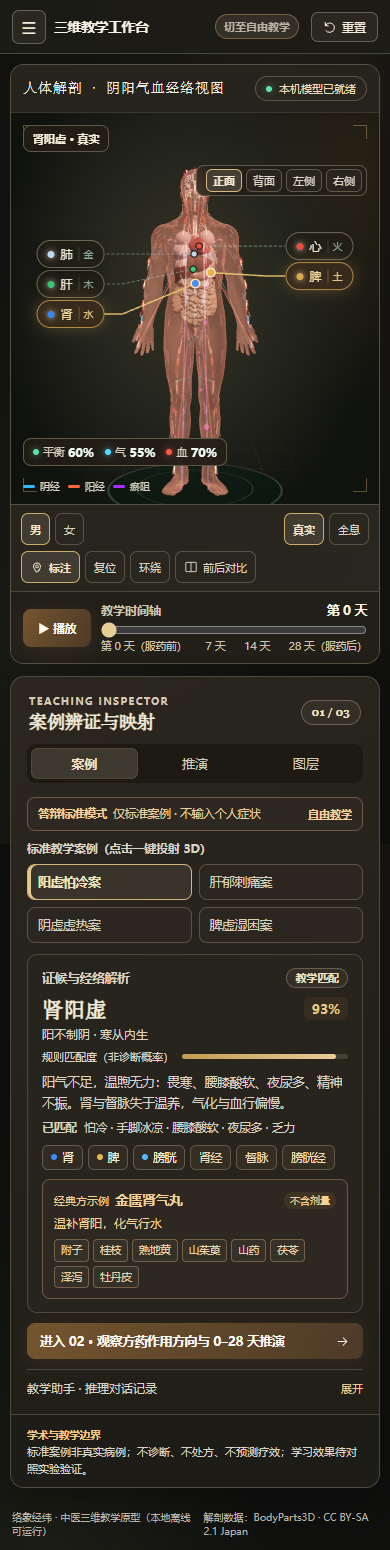 三维教学工作台
切至自由教学
重置
人体解剖 · 阴阳气血经络视图
本机模型已就绪
肾阳虚 • 真实
正面
背面
左侧
右侧
肺 金
肝 木
肾 水
心 火
脾 土
平衡 60% 气 55% 血 70%
阴经 阳经 瘀阻
男
女
真实
全息
标注
复位
环绕
前后对比
播放
教学时间轴
第 0 天
第 0 天（服药前）
7 天
14 天
28 天（服药后）
TEACHING INSPECTOR
案例辨证与映射
01 / 03
案例
推演
图层
答辩标准模式 仅标准案例 · 不输入个人症状
自由教学
标准教学案例（点击一键投射 3D）
阳虚怕冷案
肝郁刺痛案
阴虚虚热案
脾虚湿困案
证候与经络解析
教学匹配
肾阳虚
93%
阳不制阴 · 寒从内生
规则匹配度（非诊断概率）
阳气不足，温煦无力：畏寒、腰膝酸软、夜尿多、精神
不振。肾与督脉失于温养，气化与血行偏慢。
已匹配 怕冷 · 手脚冰凉 · 腰膝酸软 · 夜尿多 · 乏力
肾
脾
膀胱
肾经
督脉
膀胱经
经典方示例 金匮肾气丸
不含剂量
温补肾阳，化气行水
附子
桂枝
熟地黄
山茱萸
山药
茯苓
泽泻
牡丹皮
进入 02 • 观察方药作用方向与 0–28 天推演 →
教学助手 · 推理对话记录
展开
学术与教学边界
标准案例非真实病例；不诊断、不处方、不预测疗效；学习效果待对
照实验验证。
络象经纬 · 中医三维教学原型（本地离线
可运行）
解剖数据：BodyParts3D · CC BY-SA
2.1 Japan